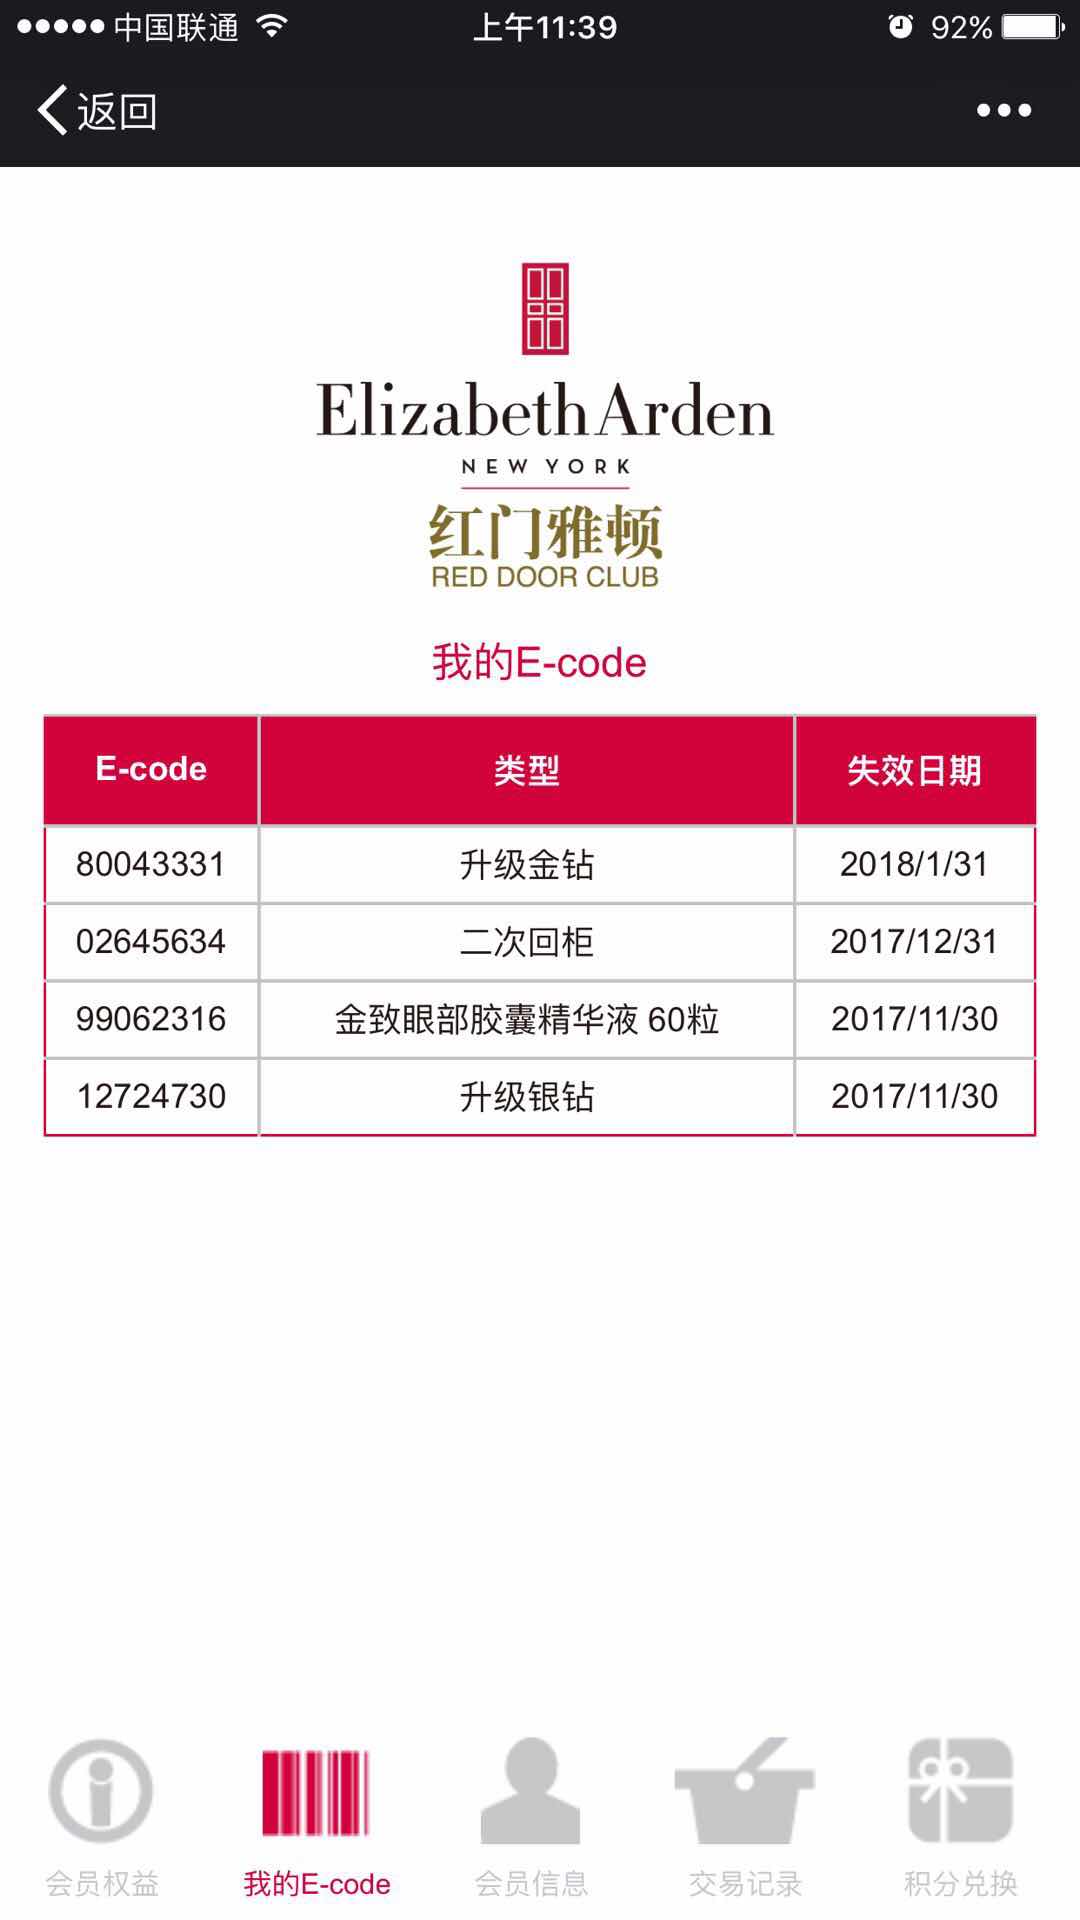 中国联通 上午11:39 92%
返回
Elizabeth Arden
NEW YORK
红门雅顿
RED DOOR CLUB
我的E-code
E-code 类型 失效日期
80043331 升级金钻 2018/1/31
02645634 二次回柜 2017/12/31
99062316 金致眼部胶囊精华液 60粒 2017/11/30
12724730 升级银钻 2017/11/30
会员权益 我的E-code 会员信息 交易记录 积分兑换